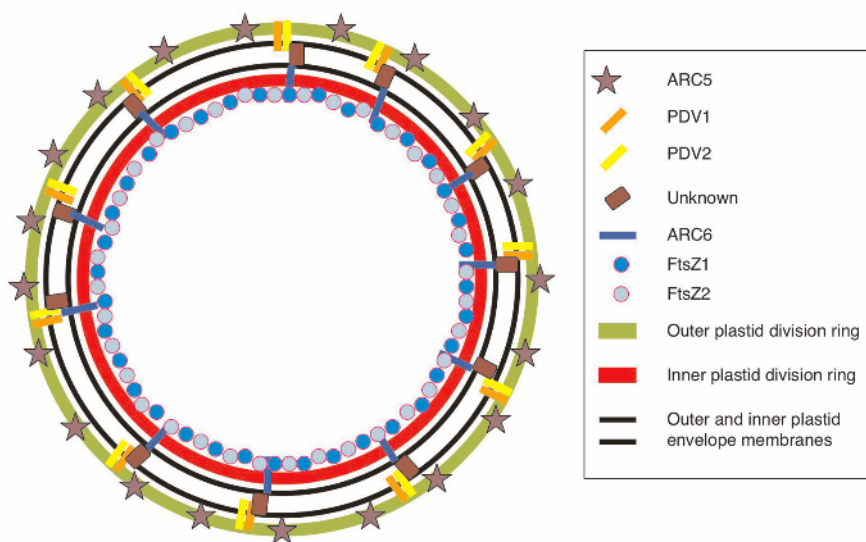 ARC5
PDV1
PDV2
Unknown
ARC6
FtsZ1
FtsZ2
Outer plastid division ring
Inner plastid division ring
Outer and inner plastid
envelope membranes